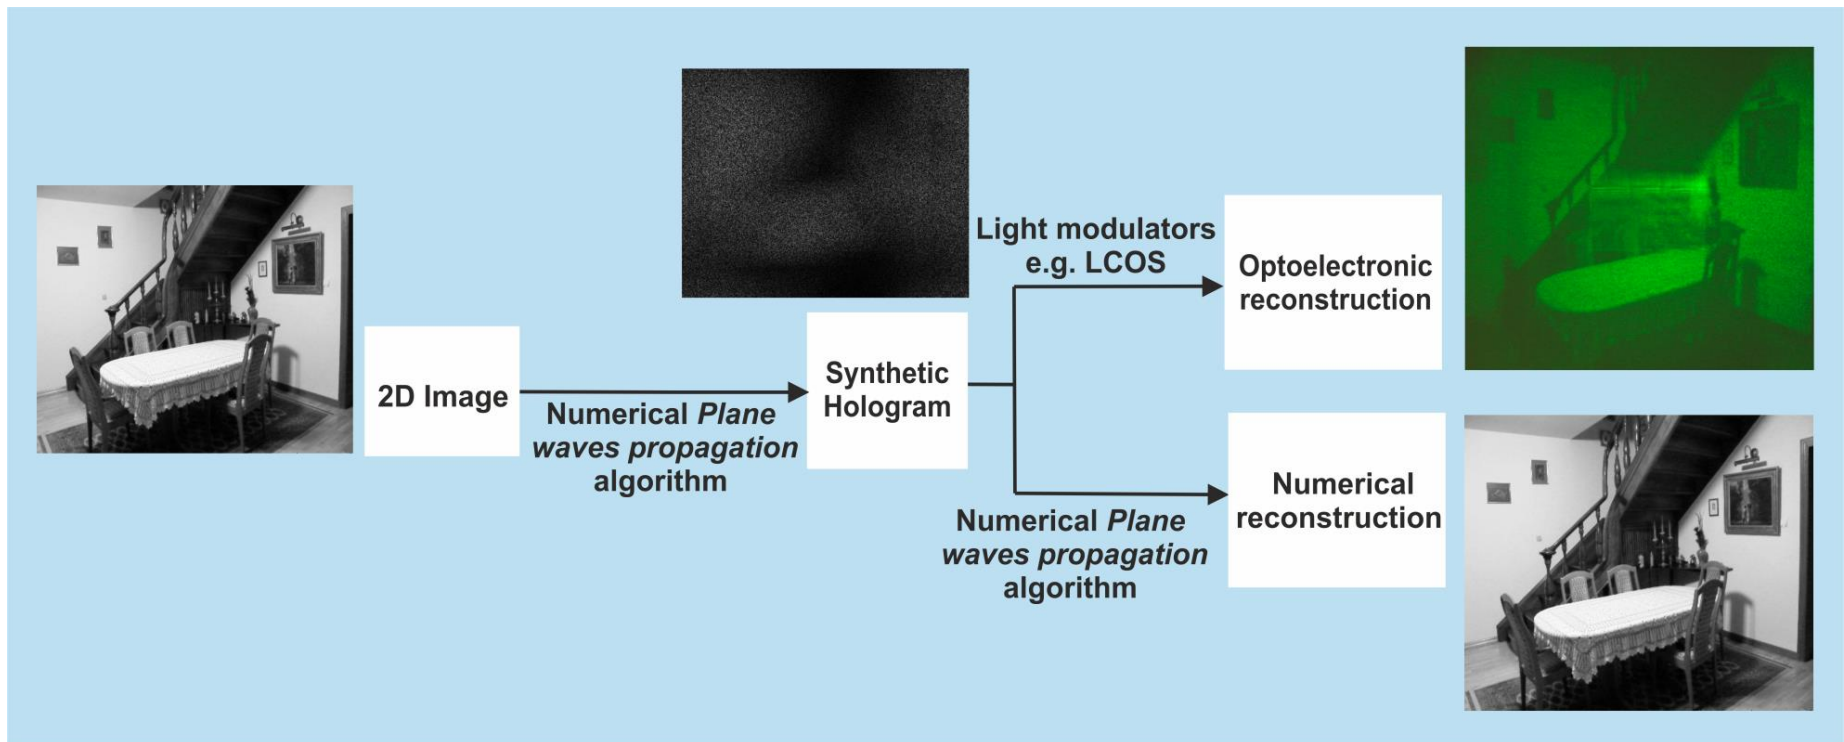 2D Image
Numerical Plane
waves propagation
algorithm
Synthetic
Hologram
Light modulators
e.g. LCOS
Optoelectronic
reconstruction
Numerical Plane
waves propagation
algorithm
Numerical
reconstruction